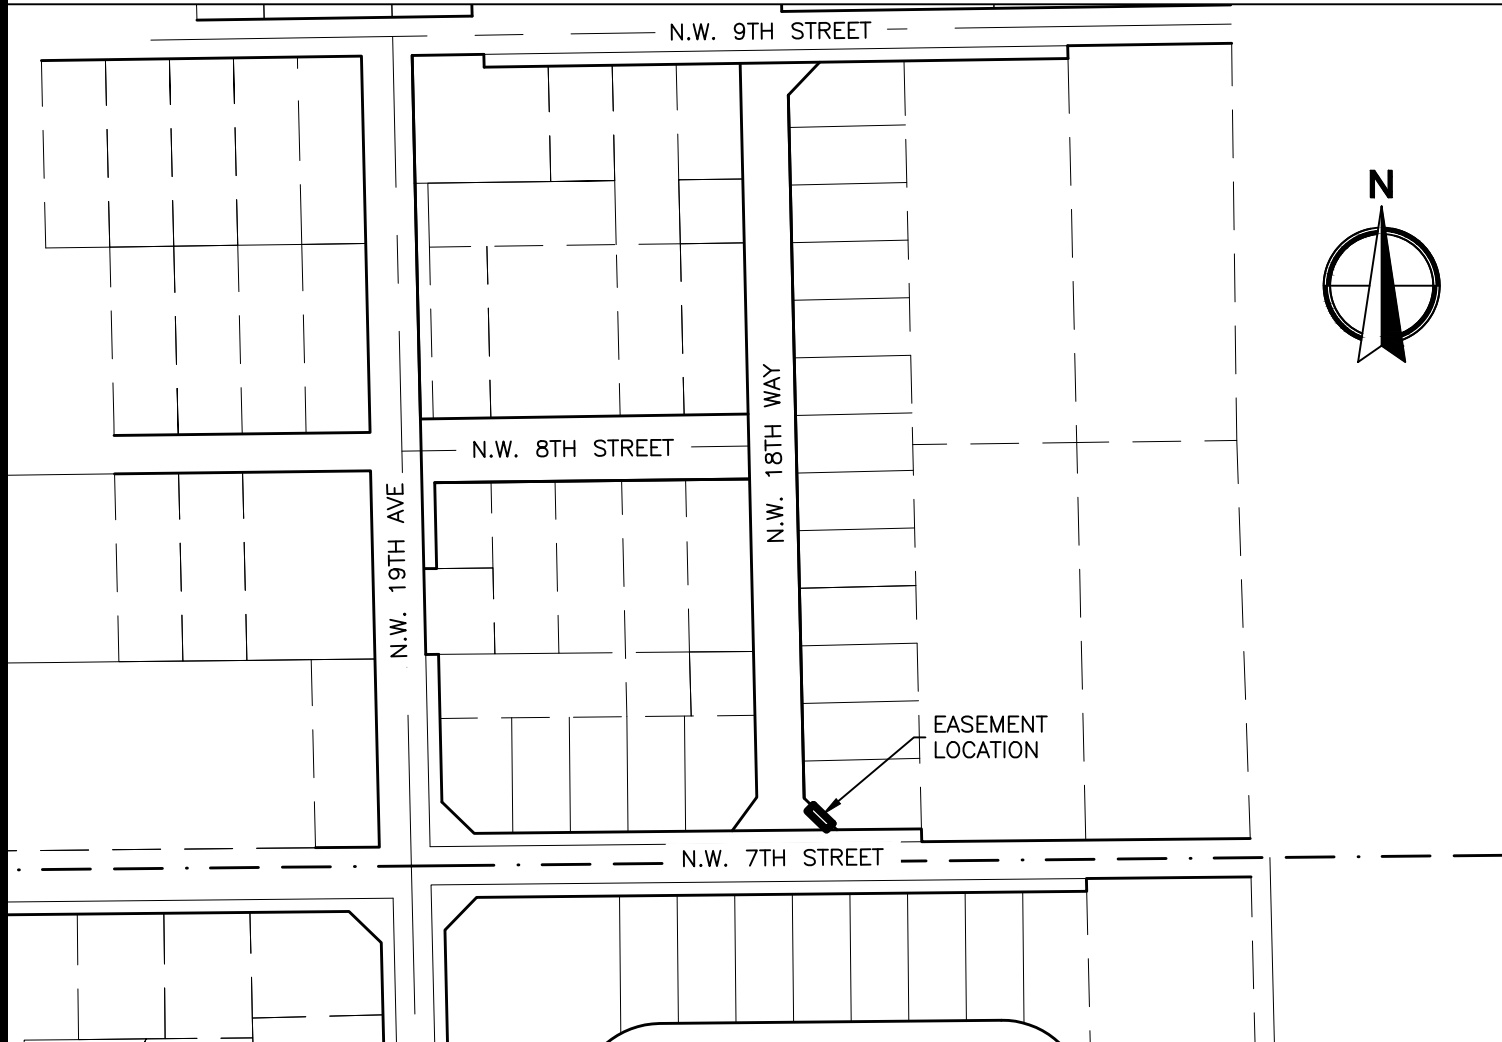 N.W. 9TH STREET
N
N.W. 18TH WAY
N.W. 8TH STREET
N.W. 19TH AVE
EASEMENT
LOCATION
N.W. 7TH STREET